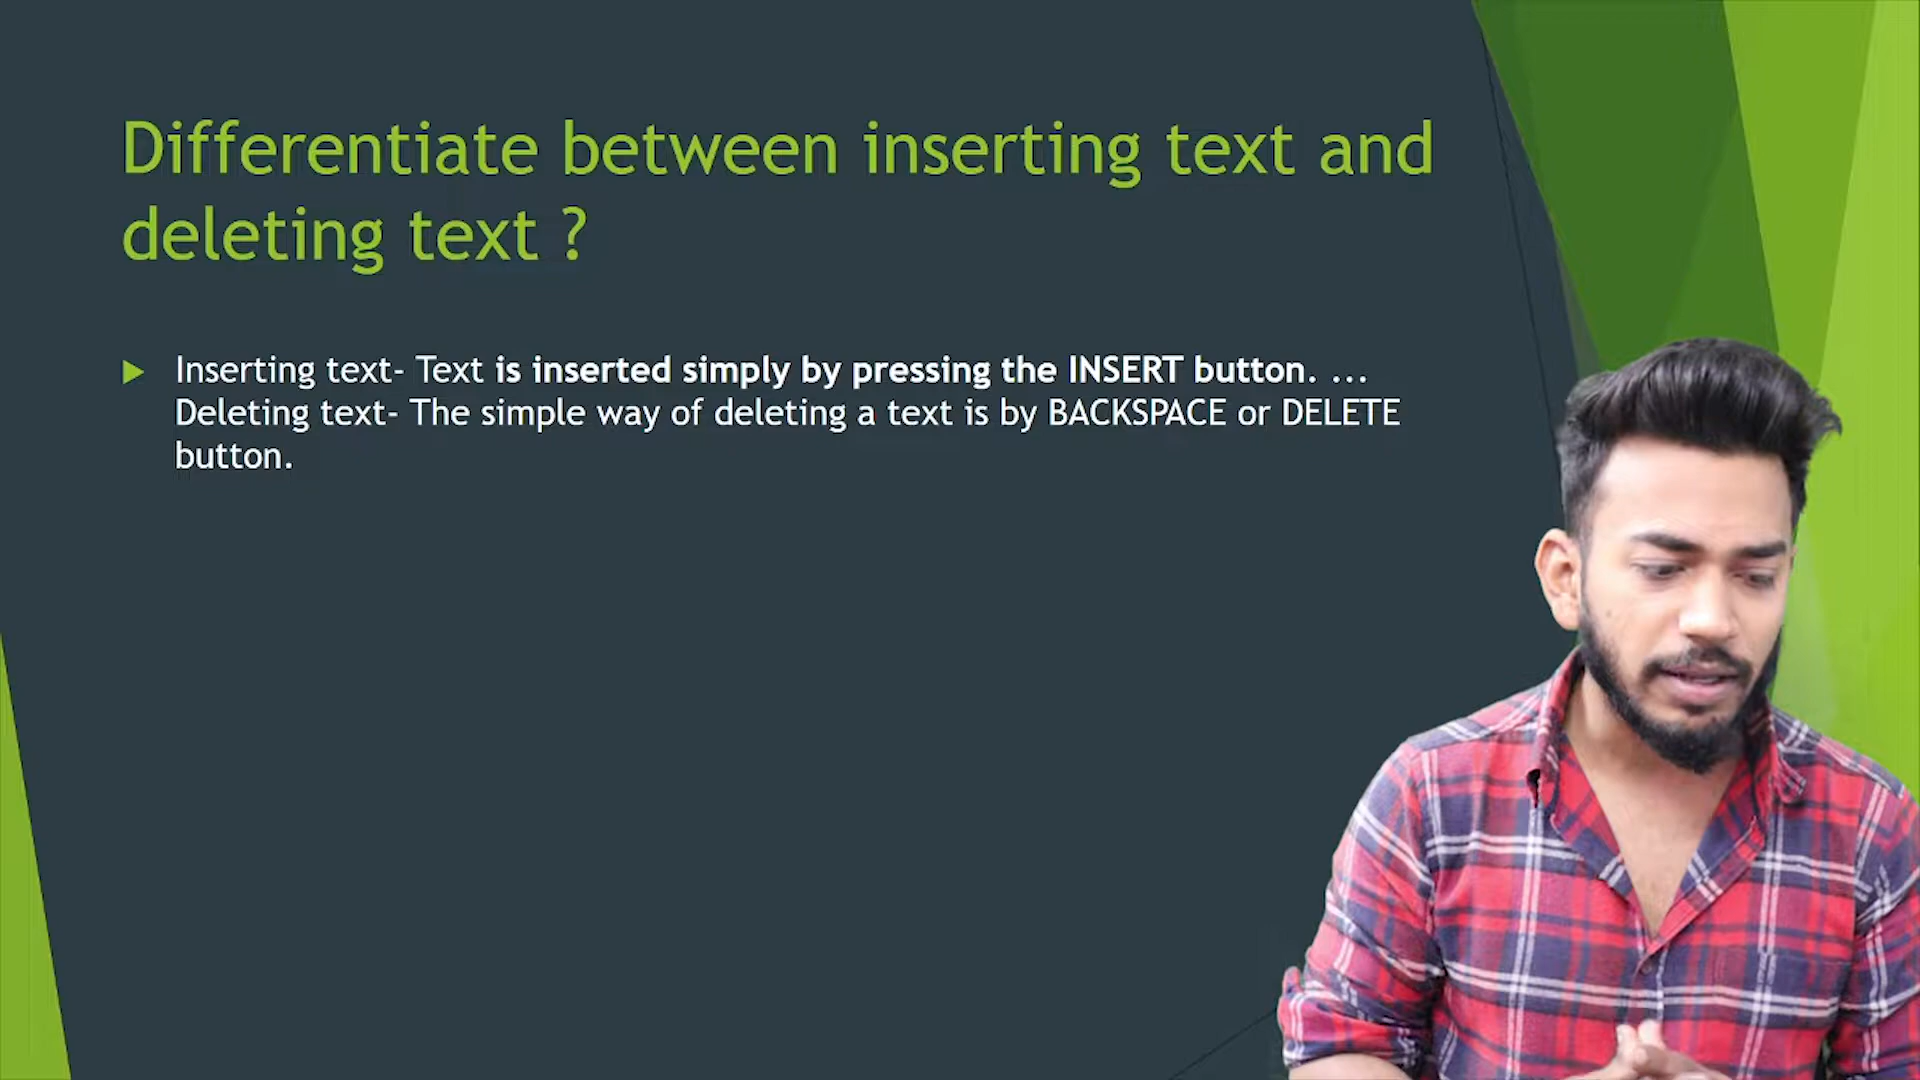 Differentiate between inserting text and
deleting text ?
Inserting text- Text is inserted simply by pressing the INSERT button. ...
Deleting text- The simple way of deleting a text is by BACKSPACE or DELETE
button.